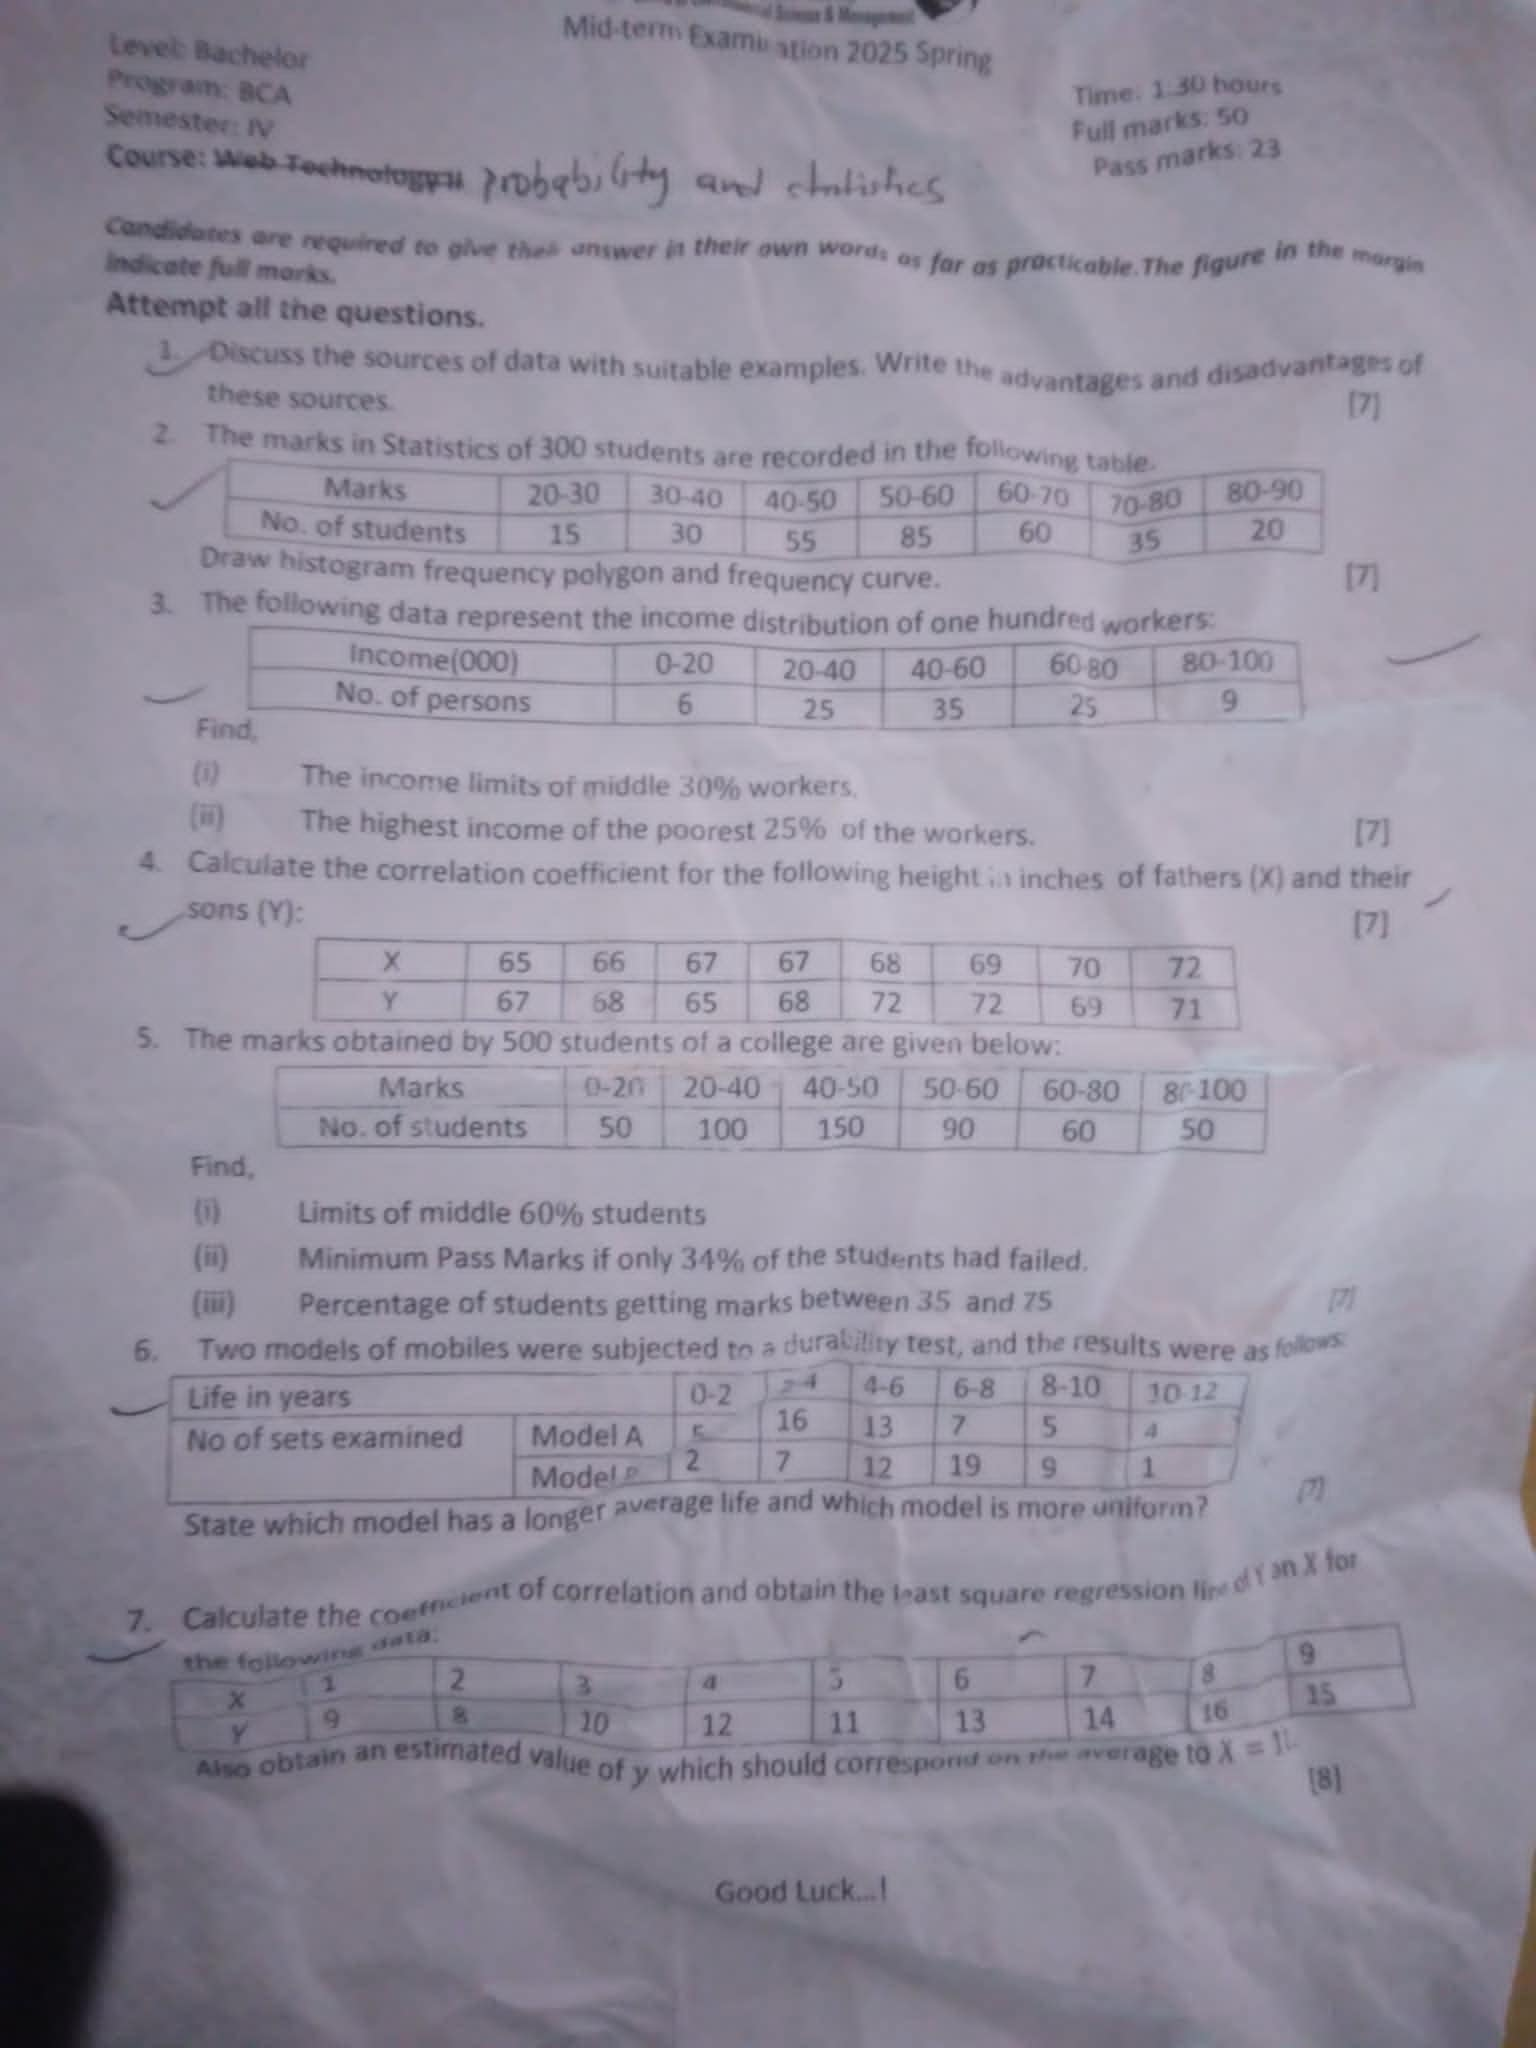 Science & Management
Mid-term Examination 2025 Spring
Level: Bachelor
Program: BCA
Semester: IV
Time: 1:30 hours
Full marks: 50
Pass marks: 23
Course: Web Technology II probability and statistics
Candidates are required to give their answer in their own words as far as practicable. The figure in the margin
indicate full marks.
Attempt all the questions.
1. Discuss the sources of data with suitable examples. Write the advantages and disadvantages of
these sources. [7]
2. The marks in Statistics of 300 students are recorded in the following table.
Marks 20-30 30-40 40-50 50-60 60-70 70-80 80-90
No. of students 15 30 55 85 60 35 20
Draw histogram frequency polygon and frequency curve. [7]
3. The following data represent the income distribution of one hundred workers:
Income(000) 0-20 20-40 40-60 60-80 80-100
No. of persons 6 25 35 25 9
Find,
(i) The income limits of middle 30% workers.
(ii) The highest income of the poorest 25% of the workers. [7]
4. Calculate the correlation coefficient for the following height in inches of fathers (X) and their
sons (Y): [7]
X 65 66 67 67 68 69 70 72
Y 67 68 65 68 72 72 69 71
5. The marks obtained by 500 students of a college are given below:
Marks 0-20 20-40 40-50 50-60 60-80 80-100
No. of students 50 100 150 90 60 50
Find,
(i) Limits of middle 60% students
(ii) Minimum Pass Marks if only 34% of the students had failed.
(iii) Percentage of students getting marks between 35 and 75 [7]
6. Two models of mobiles were subjected to a durability test, and the results were as follows:
Life in years 0-2 2-4 4-6 6-8 8-10 10-12
No of sets examined Model A 5 16 13 7 5 4
Model B 2 7 12 19 9 1
State which model has a longer average life and which model is more uniform? [7]
7. Calculate the coefficient of correlation and obtain the least square regression line of Y on X for
the following data:
X 1 2 3 4 5 6 7 8 9
Y 9 8 10 12 11 13 14 16 15
Also obtain an estimated value of y which should correspond on the average to X =
[8]
Good Luck...!